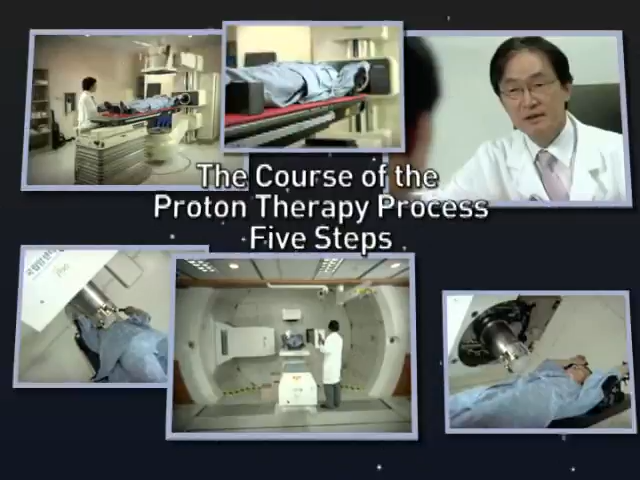 The Course of the
Proton Therapy Process
Five Steps